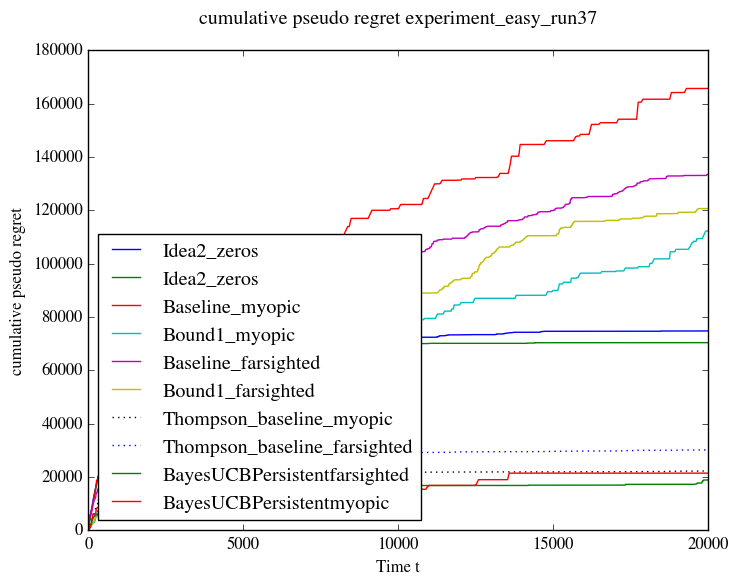 cumulative pseudo regret experiment_easy_run37
180000
160000
140000
120000
100000
80000
60000
40000
20000
0
cumulative pseudo regret
Idea2_zeros
Idea2_zeros
Baseline_myopic
Bound1_myopic
Baseline_farsighted
Bound1_farsighted
Thompson_baseline_myopic
Thompson_baseline_farsighted
BayesUCBPersistentfarsighted
BayesUCBPersistentmyopic
0 5000 10000 15000 20000
Time t